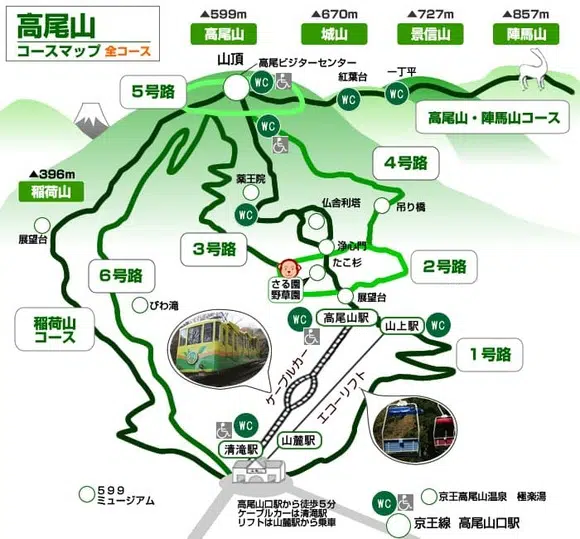 高尾山
コースマップ 全コース
▲599m
高尾山
▲670m
城山
▲727m
景信山
▲857m
陣馬山
山頂
高尾ビジターセンター
WC
紅葉台
WC
一丁平
WC
5号路
高尾山・陣馬山コース
WC
▲396m
稲荷山
展望台
4号路
薬王院
WC
仏舎利塔
吊り橋
3号路
浄心門
たこ杉
2号路
さる園
野草園
6号路
びわ滝
展望台
稲荷山
コース
高尾山駅
WC
山上駅
WC
1号路
ケーブルカー
エコーリフト
WC
清滝駅
山麓駅
599
ミュージアム
高尾山口駅から徒歩5分
ケーブルカーは清滝駅
リフトは山麓駅から乗車
WC
京王高尾山温泉 極楽湯
京王線 高尾山口駅